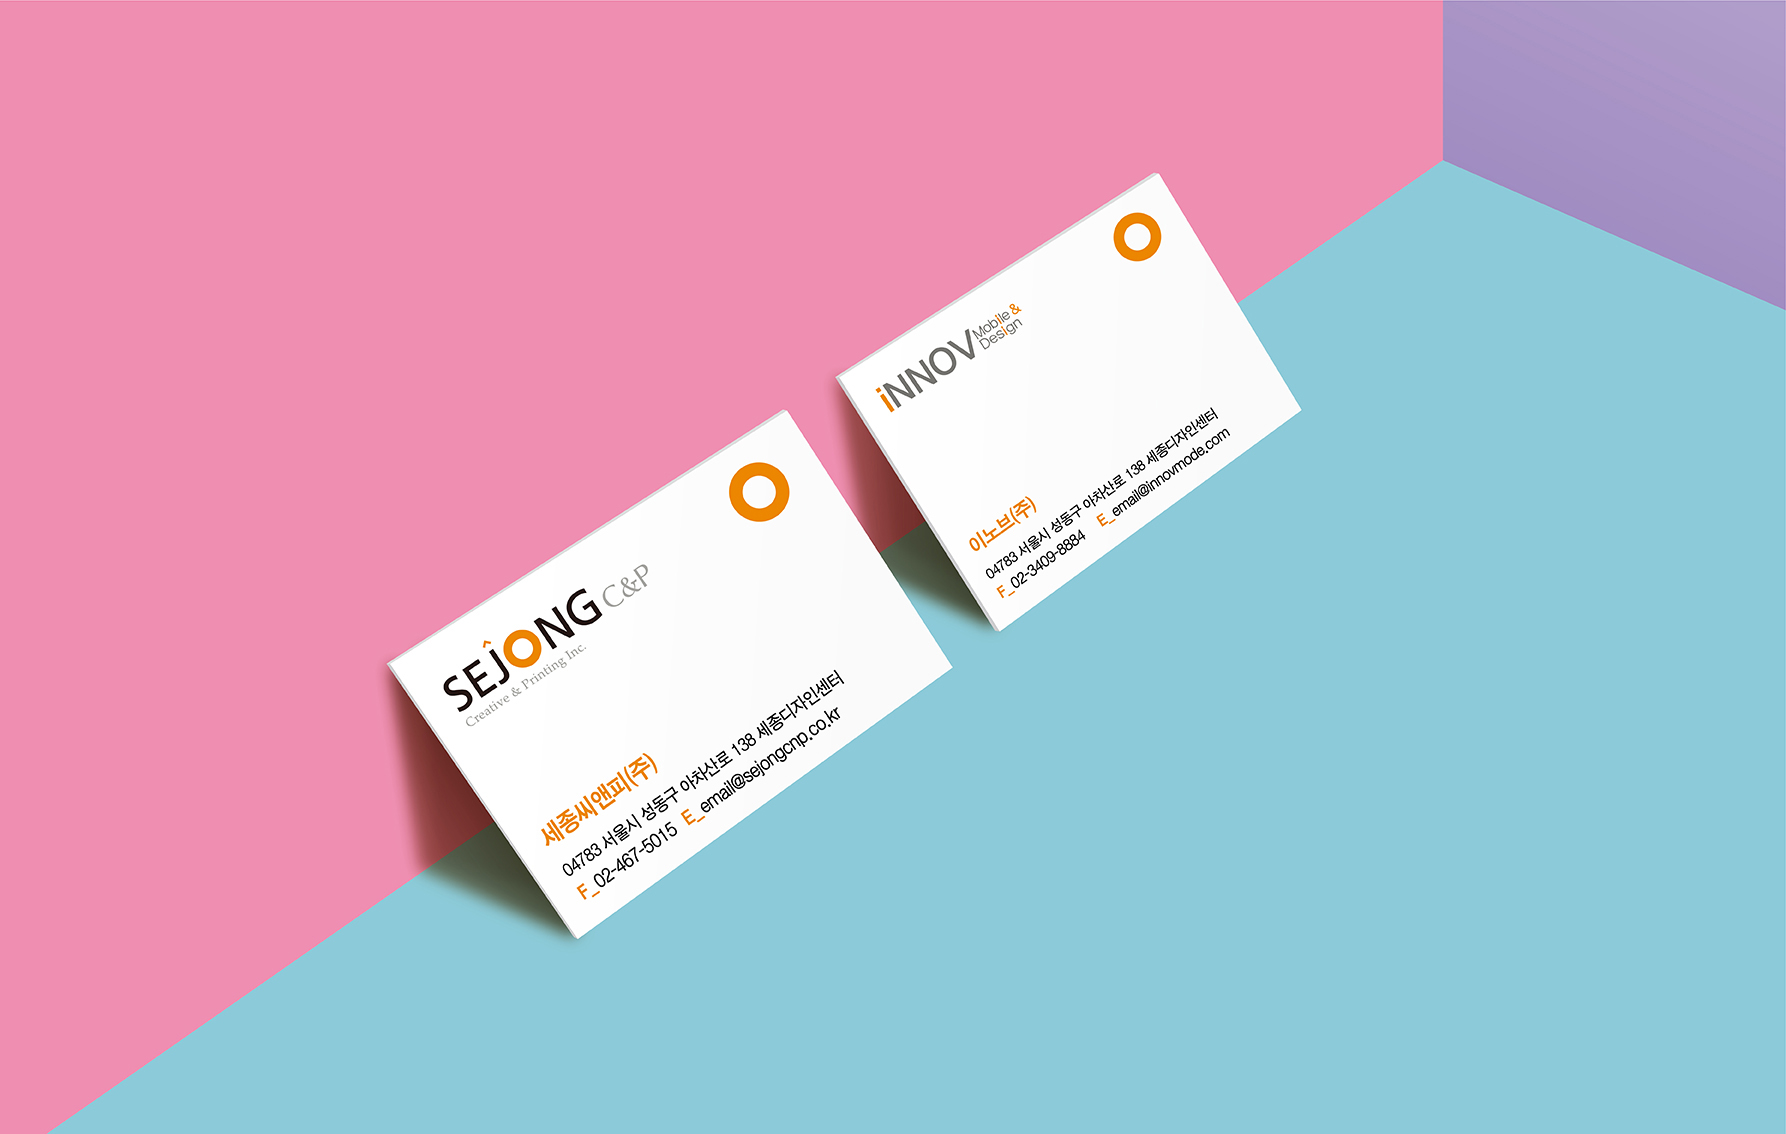 SEJONG C&P
Creative & Printing Inc.
세종씨앤피(주)
04783 서울시 성동구 아차산로 138 세종디자인센터
F_02-467-5015 E_email@sejongcnp.co.kr
iNNOV Mobile &
Design
이노브(주)
04783 서울시 성동구 아차산로 138 세종디자인센터
F_02-3409-8884 E_email@innovmode.com